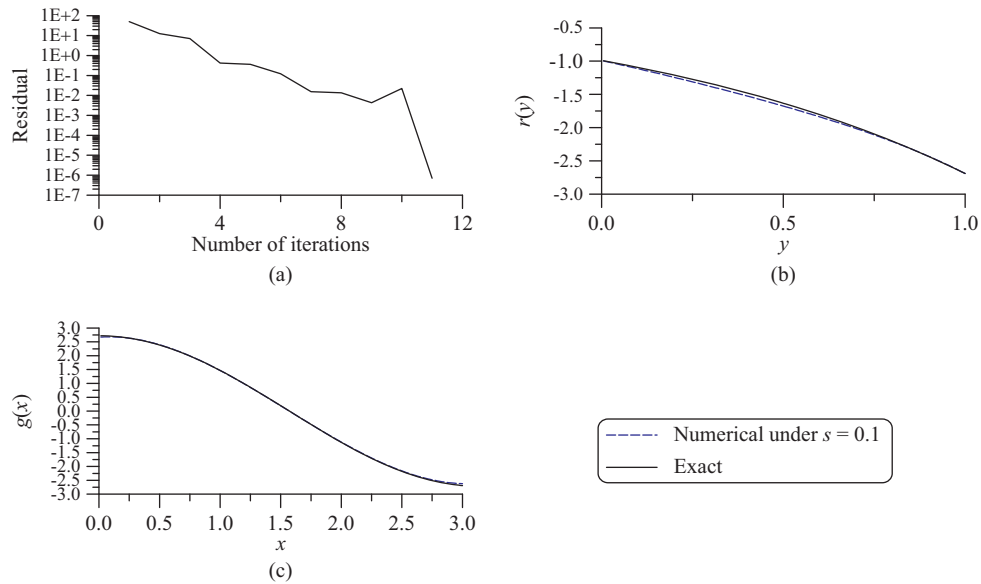 1E+2
1E+1
1E+0
1E-1
1E-2
1E-3
1E-4
1E-5
1E-6
1E-7
Residual
0 4 8 12
Number of iterations
(a)
-0.5
-1.0
-1.5
-2.0
-2.5
-3.0
r(y)
0.0 0.5 1.0
y
(b)
3.0
2.5
2.0
1.5
1.0
0.5
0.0
-0.5
-1.0
-1.5
-2.0
-2.5
-3.0
g(x)
0.0 0.5 1.0 1.5 2.0 2.5 3.0
x
(c)
Numerical under s = 0.1
Exact